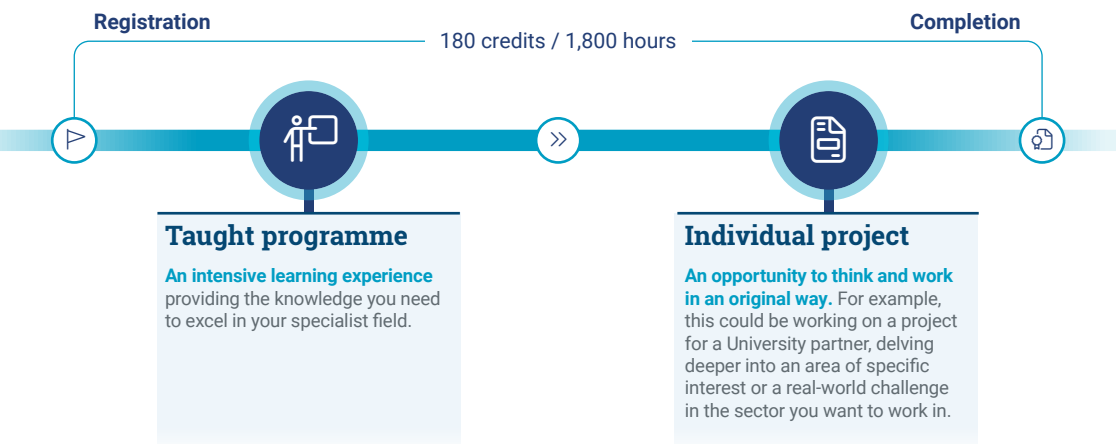 Registration
Completion
180 credits / 1,800 hours
Taught programme
An intensive learning experience
providing the knowledge you need
to excel in your specialist field.
Individual project
An opportunity to think and work
in an original way. For example,
this could be working on a project
for a University partner, delving
deeper into an area of specific
interest or a real-world challenge
in the sector you want to work in.